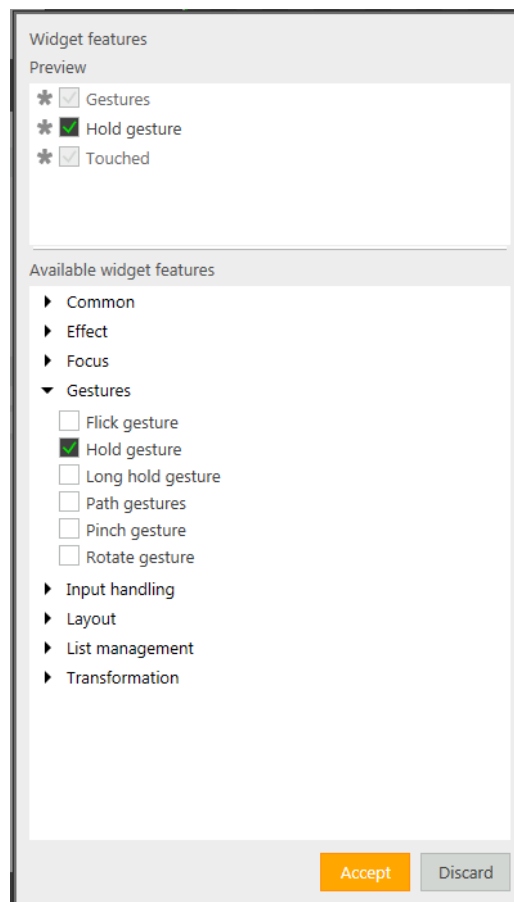 Widget features
Preview
Gestures
Hold gesture
Touched
Available widget features
Common
Effect
Focus
Gestures
Flick gesture
Hold gesture
Long hold gesture
Path gestures
Pinch gesture
Rotate gesture
Input handling
Layout
List management
Transformation
Accept Discard